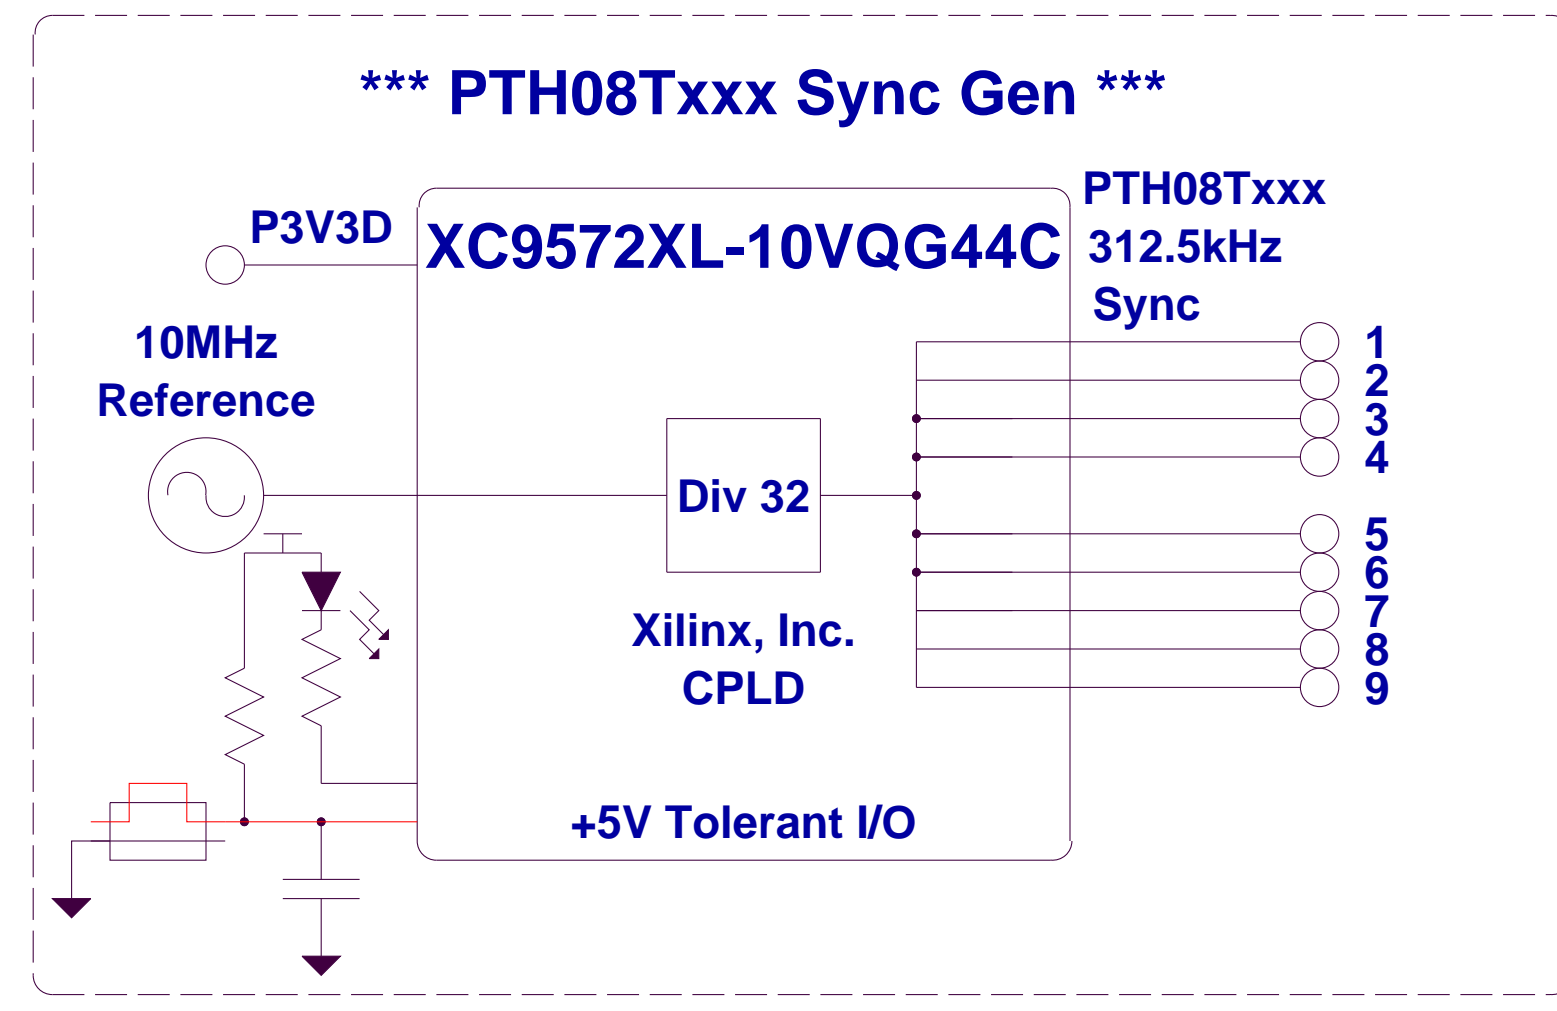 *** PTH08Txxx Sync Gen ***
P3V3D
XC9572XL-10VQG44C
PTH08Txxx
312.5kHz
Sync
10MHz
Reference
1
2
3
4
Div 32
5
6
7
8
9
Xilinx, Inc.
CPLD
+5V Tolerant I/O